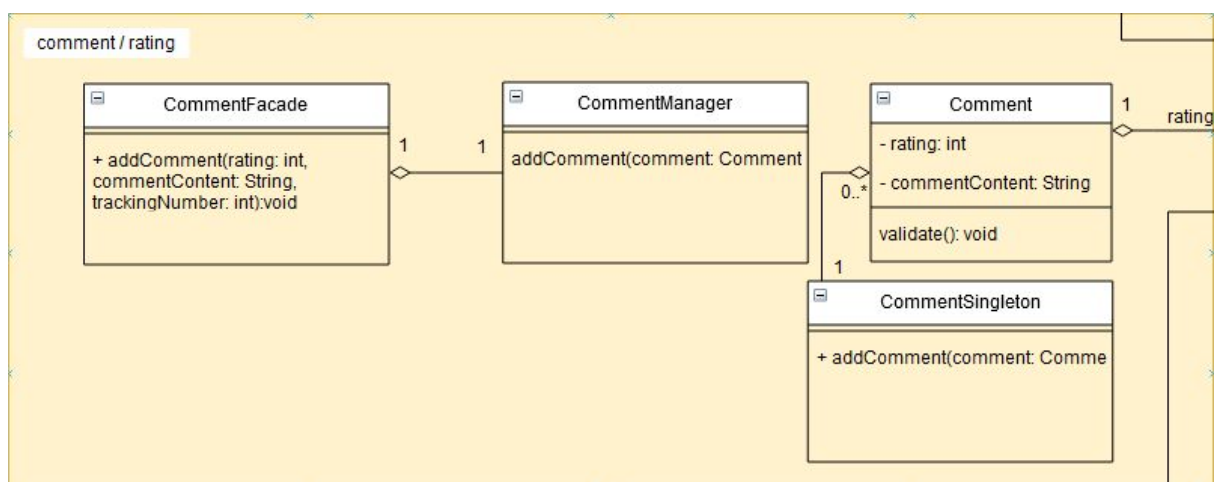 comment / rating
CommentFacade
+ addComment(rating: int,
commentContent: String,
trackingNumber: int):void
1
1
CommentManager
addComment(comment: Comment
Comment
- rating: int
- commentContent: String
validate(): void
1
rating
0..*
1
CommentSingleton
+ addComment(comment: Comme